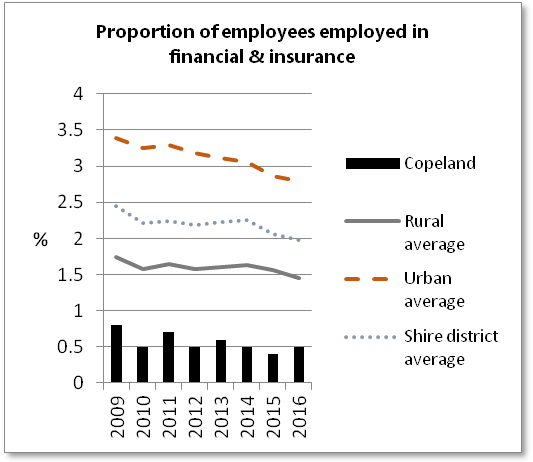 Proportion of employees employed in
financial & insurance
4
3.5
3
2.5
2
1.5
1
0.5
0
%
2009
2010
2011
2012
2013
2014
2015
2016
Copeland
Rural
average
Urban
average
Shire district
average